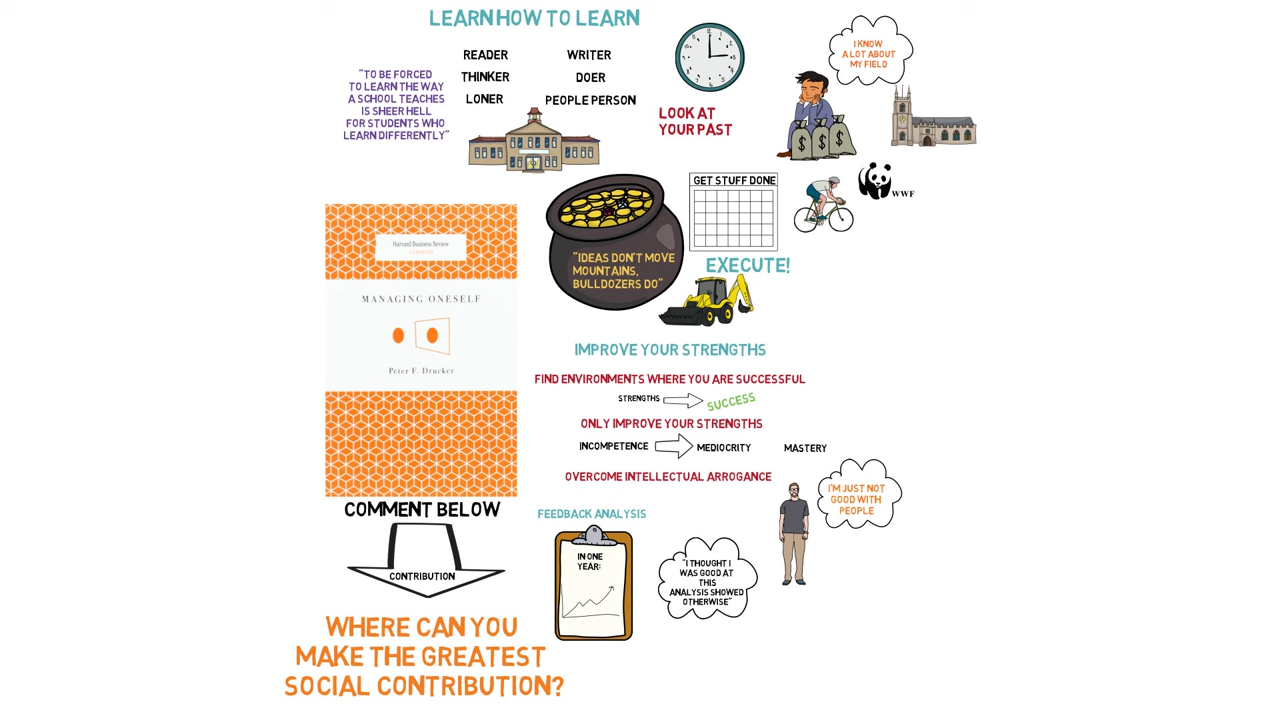 LEARN HOW TO LEARN
READER
WRITER
THINKER
DOER
LONER
PEOPLE PERSON
"TO BE FORCED
TO LEARN THE WAY
A SCHOOL TEACHES
IS SHEER HELL
FOR STUDENTS WHO
LEARN DIFFERENTLY"
LOOK AT
YOUR PAST
I KNOW
A LOT ABOUT
MY FIELD
$ $ $
WWF
GET STUFF DONE
"IDEAS DON'T MOVE
MOUNTAINS,
BULLDOZERS DO"
EXECUTE!
Harvard Business Review
CLASSICS
MANAGING ONESELF
Peter F. Drucker
IMPROVE YOUR STRENGTHS
FIND ENVIRONMENTS WHERE YOU ARE SUCCESSFUL
STRENGTHS
SUCCESS
ONLY IMPROVE YOUR STRENGTHS
INCOMPETENCE
MEDIOCRITY
MASTERY
OVERCOME INTELLECTUAL ARROGANCE
I'M JUST NOT
GOOD WITH
PEOPLE
FEEDBACK ANALYSIS
IN ONE
YEAR:
"I THOUGHT I
WAS GOOD AT
THIS
ANALYSIS SHOWED
OTHERWISE"
COMMENT BELOW
CONTRIBUTION
WHERE CAN YOU
MAKE THE GREATEST
SOCIAL CONTRIBUTION?